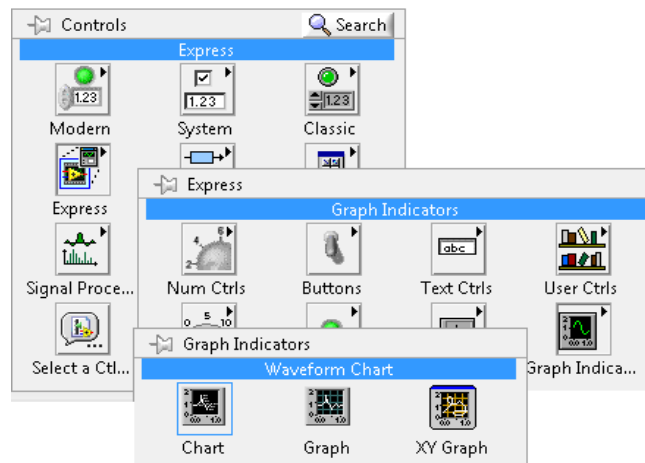 Controls
Search
Express
1.23
1.23
1.23
Modern
System
Classic
Express
Express
Graph Indicators
abc
Signal Proce...
Num Ctrls
Buttons
Text Ctrls
User Ctrls
Select a Ctl...
Graph Indicators
Graph Indica...
Waveform Chart
Chart
Graph
XY Graph